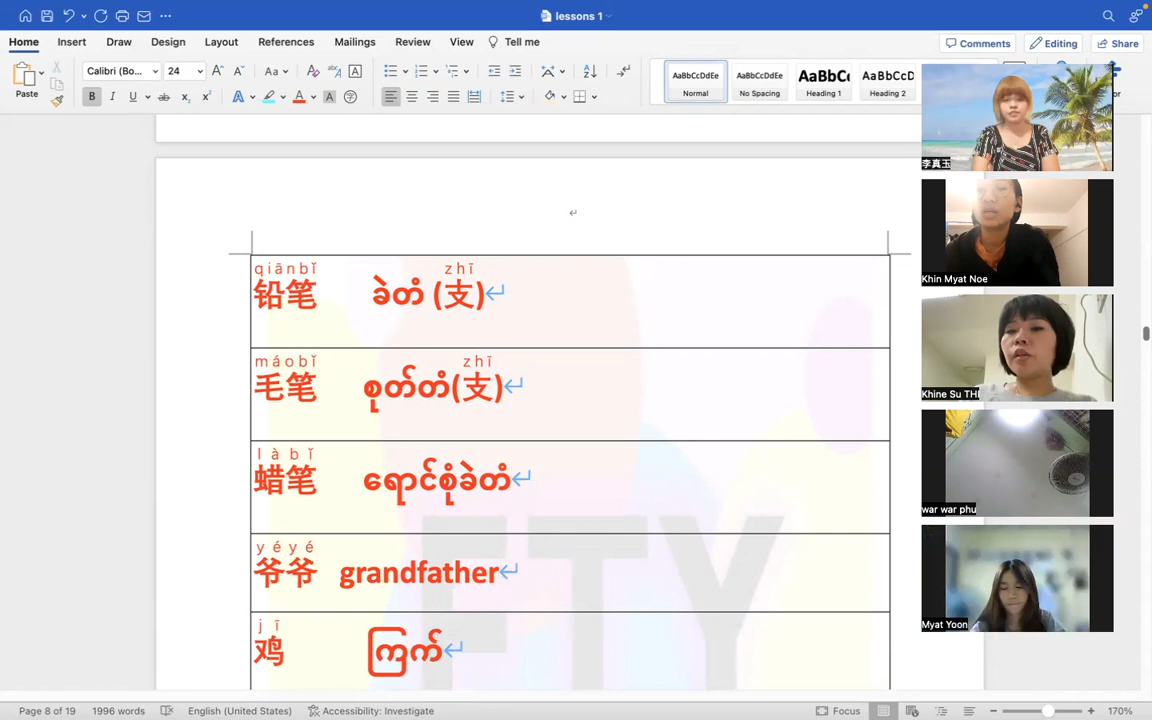 lessons 1
Home Insert Draw Design Layout References Mailings Review View Tell me Comments Editing Share
Paste Calibri (Bo... 24 AaBbCcDdEe AaBbCcDdEe AaBbCc AaBbCcD
Normal No Spacing Heading 1 Heading 2
李真玉
Khin Myat Noe
Khine Su THI
war war phu
Myat Yoon
qiānbǐ zhī
铅笔 ခဲတံ (支)
máobǐ zhī
毛笔 စုတ်တံ(支)
làbǐ
蜡笔 ရောင်စုံခဲတံ
yéyé
爷爷 grandfather
jī
鸡 ကြက်
ETY
Page 8 of 19 1996 words English (United States) Accessibility: Investigate Focus 170%